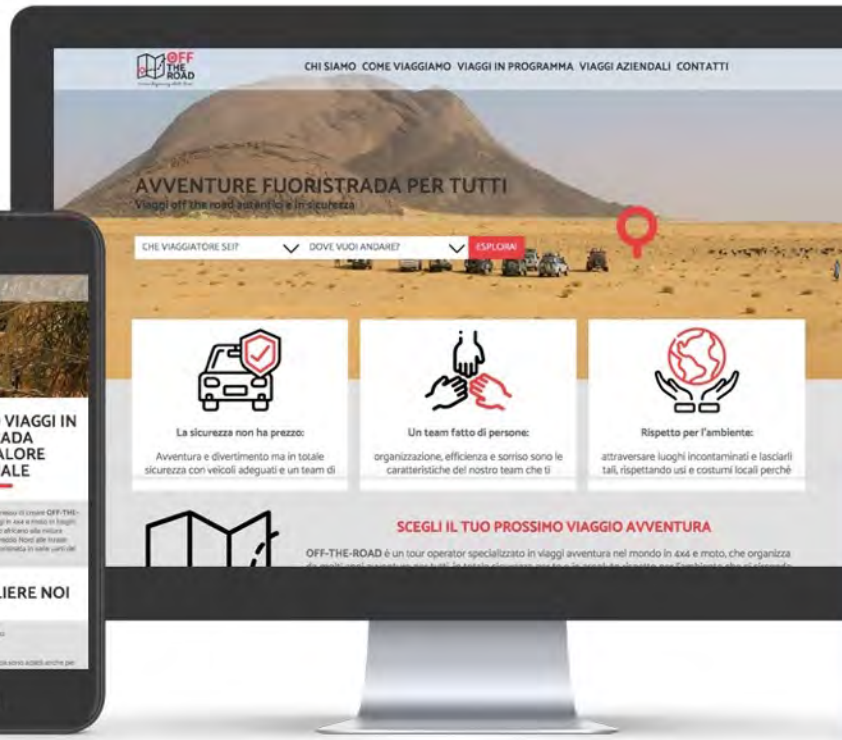 OFF
THE
ROAD
CHI SIAMO COME VIAGGIAMO VIAGGI IN PROGRAMMA VIAGGI AZIENDALI CONTATTI
AVVENTURE FUORISTRADA PER TUTTI
Viaggi off the road autentici e in sicurezza
CHE VIAGGIATORE SEI?
DOVE VUOI ANDARE?
ESPLORA!
La sicurezza non ha prezzo:
Avventura e divertimento ma in totale
sicurezza con veicoli adeguati e un team di
Un team fatto di persone:
organizzazione, efficienza e sorriso sono le
caratteristiche del nostro team che ti
Rispetto per l'ambiente:
attraversare luoghi incontaminati e lasciarli
tali, rispettando usi e costumi locali perché
SCEGLI IL TUO PROSSIMO VIAGGIO AVVENTURA
OFF-THE-ROAD è un tour operator specializzato in viaggi avventura nel mondo in 4x4 e moto, che organizza
VIAGGI IN
ADA
ALORE
ALE
LIERE NOI